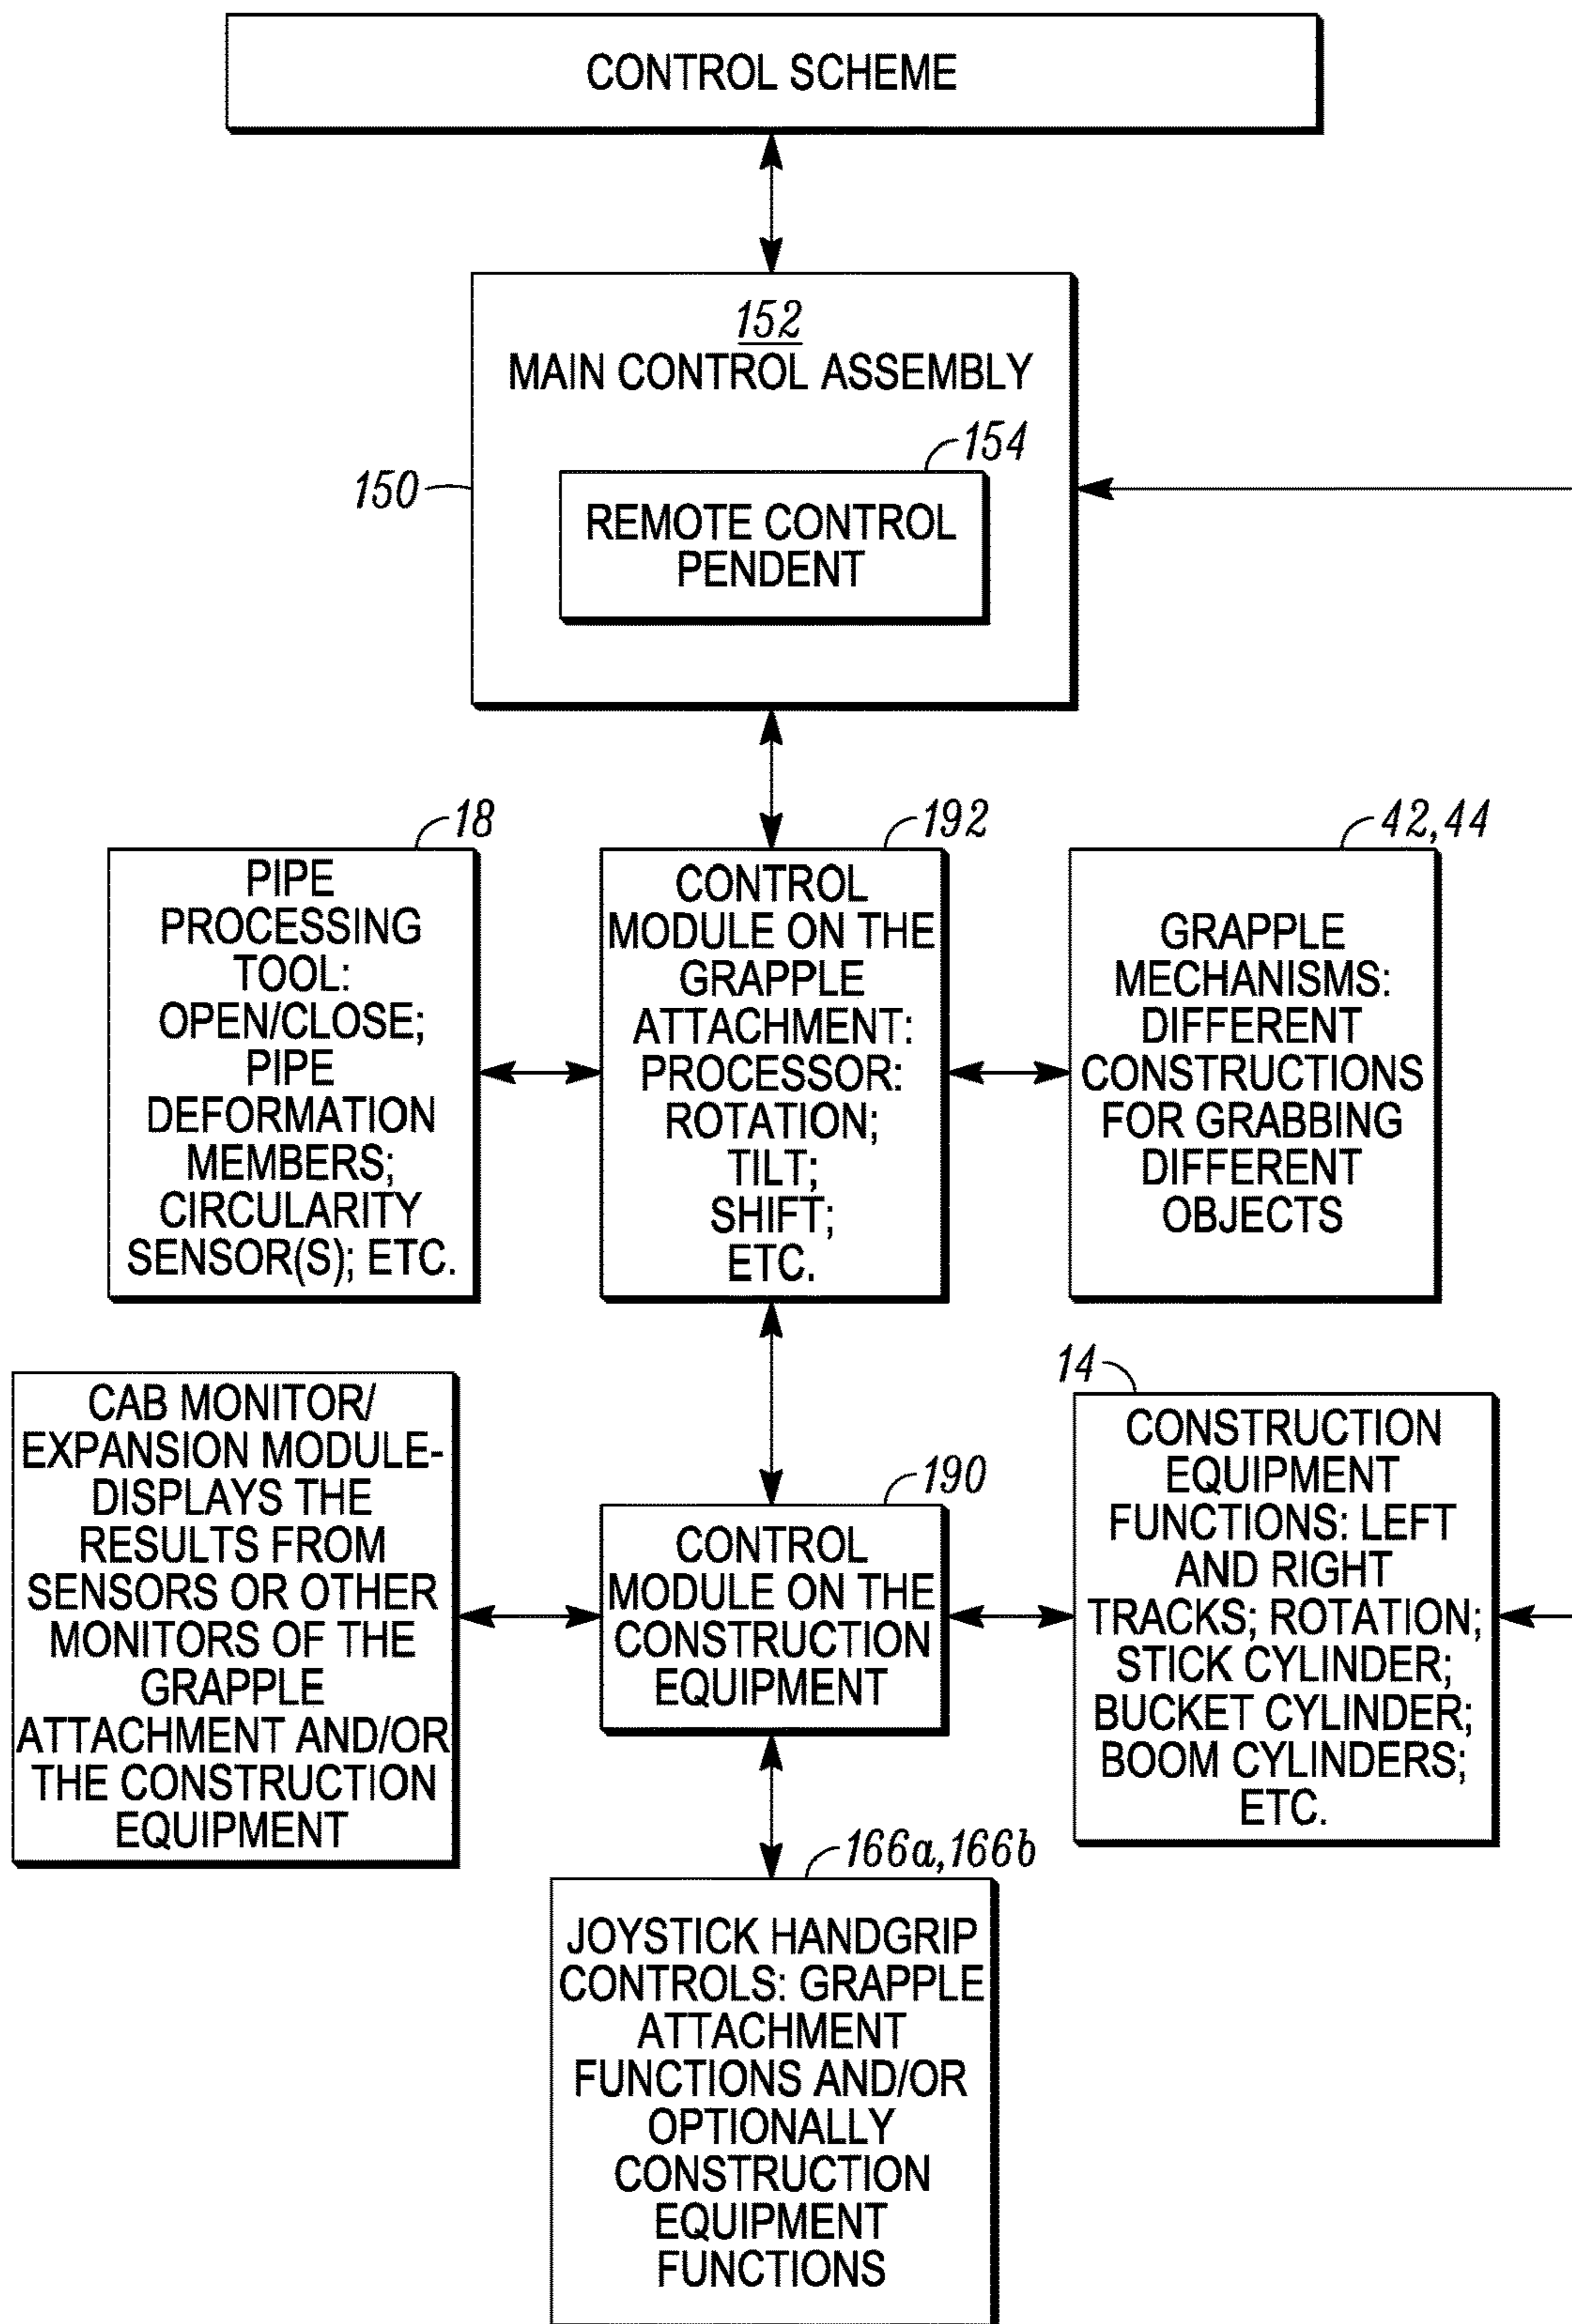 CONTROL SCHEME
152
MAIN CONTROL ASSEMBLY
154
150
REMOTE CONTROL
PENDENT
18
PIPE
PROCESSING
TOOL:
OPEN/CLOSE;
PIPE
DEFORMATION
MEMBERS;
CIRCULARITY
SENSOR(S); ETC.
192
CONTROL
MODULE ON THE
GRAPPLE
ATTACHMENT:
PROCESSOR:
ROTATION;
TILT;
SHIFT;
ETC.
42,44
GRAPPLE
MECHANISMS:
DIFFERENT
CONSTRUCTIONS
FOR GRABBING
DIFFERENT
OBJECTS
CAB MONITOR/
EXPANSION MODULE-
DISPLAYS THE
RESULTS FROM
SENSORS OR OTHER
MONITORS OF THE
GRAPPLE
ATTACHMENT AND/OR
THE CONSTRUCTION
EQUIPMENT
190
CONTROL
MODULE ON THE
CONSTRUCTION
EQUIPMENT
14
CONSTRUCTION
EQUIPMENT
FUNCTIONS: LEFT
AND RIGHT
TRACKS; ROTATION;
STICK CYLINDER;
BUCKET CYLINDER;
BOOM CYLINDERS;
ETC.
166a,166b
JOYSTICK HANDGRIP
CONTROLS: GRAPPLE
ATTACHMENT
FUNCTIONS AND/OR
OPTIONALLY
CONSTRUCTION
EQUIPMENT
FUNCTIONS